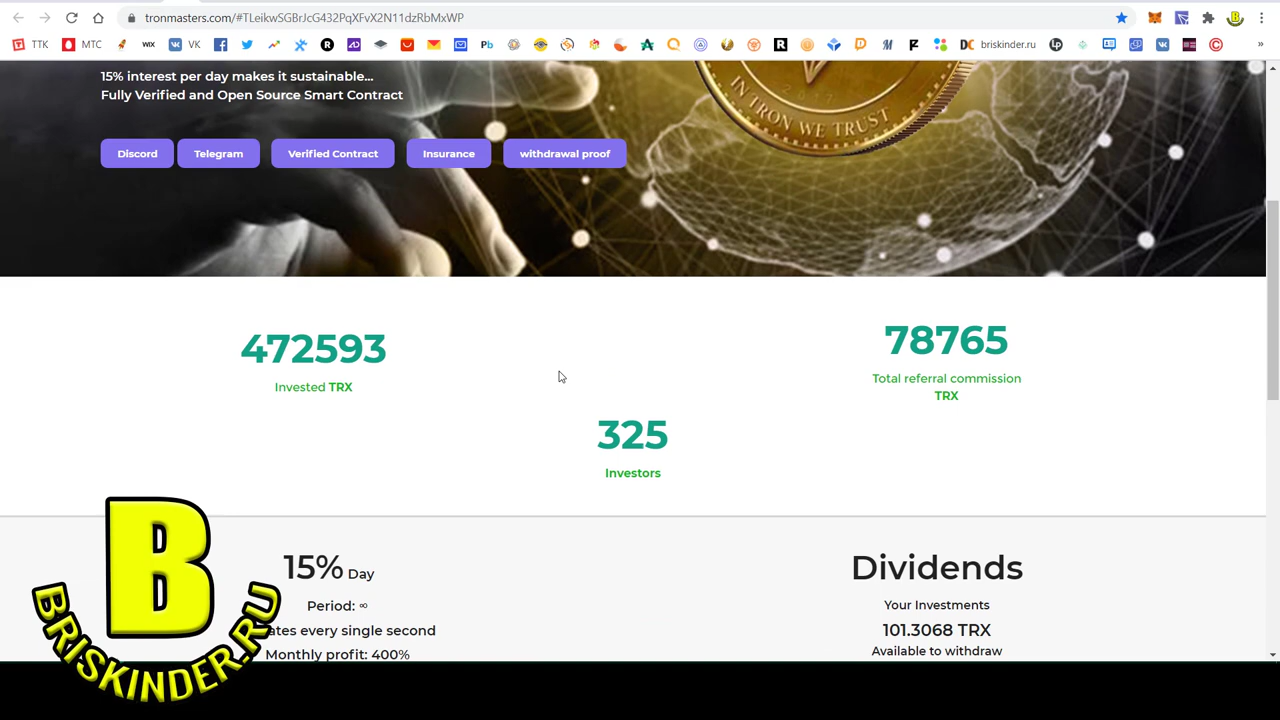 tronmasters.com/#TLeikwSGBrJcG432PqXFvX2N11dzRbMxWP
TTK МТС WIX VK Pb briskinder.ru Lp »
15% interest per day makes it sustainable...
Fully Verified and Open Source Smart Contract
IN TRON WE TRUST
Discord Telegram Verified Contract Insurance withdrawal proof
472593
Invested TRX
78765
Total referral commission
TRX
325
Investors
15% Day
Period: ∞
ates every single second
Monthly profit: 400%
Dividends
Your Investments
101.3068 TRX
Available to withdraw
B
BRISKINDER.RU